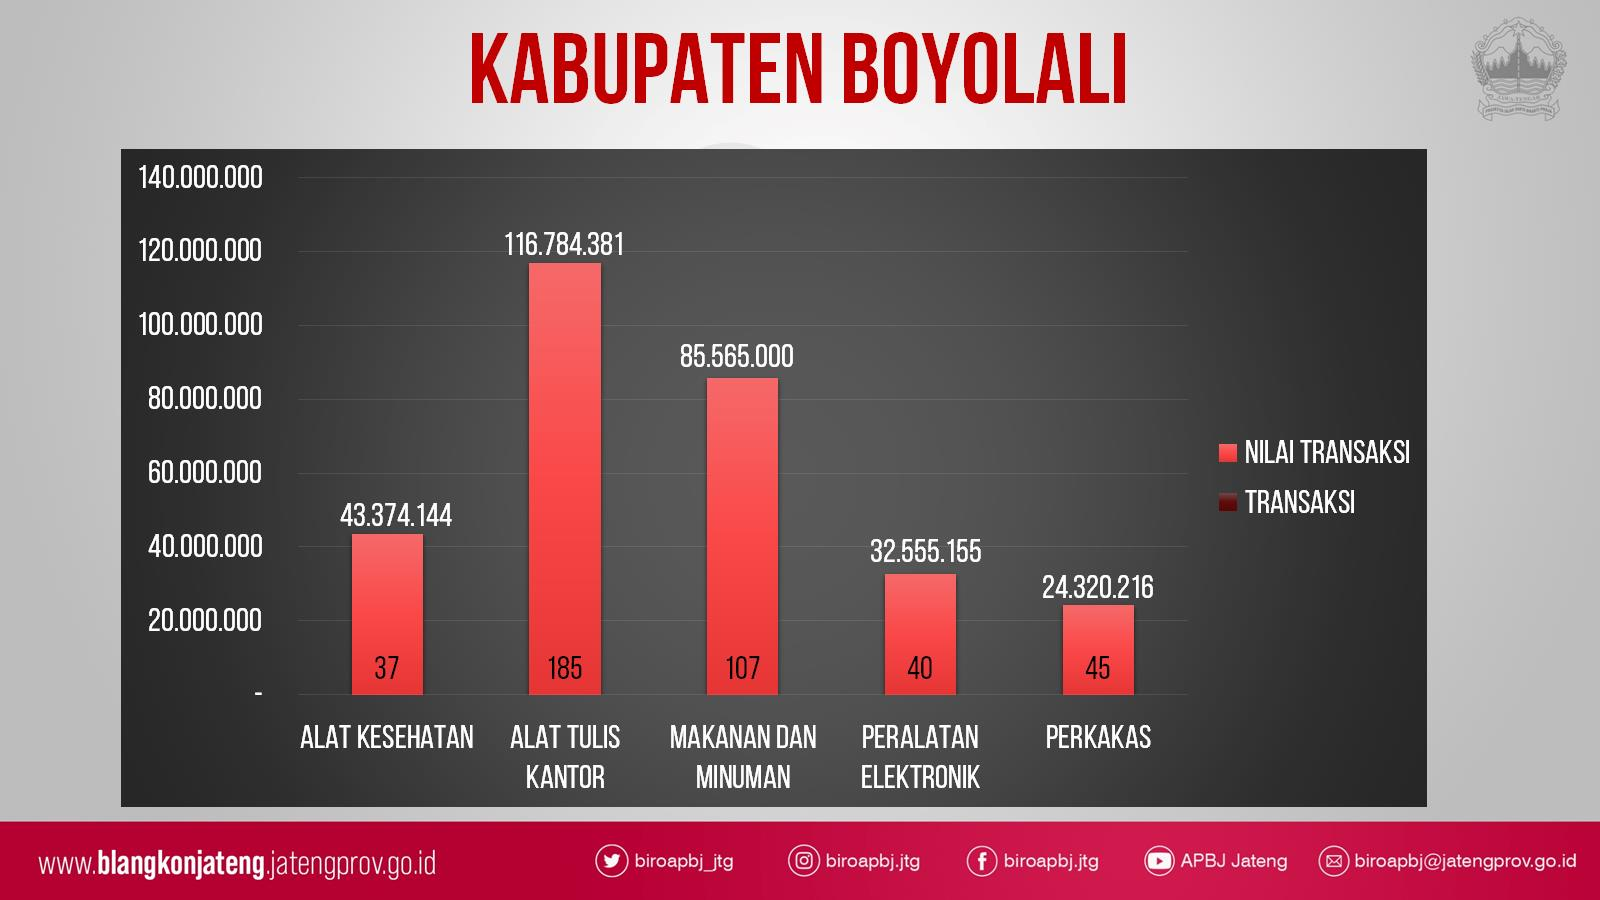 KABUPATEN BOYOLALI
140.000.000
120.000.000
100.000.000
80.000.000
60.000.000
40.000.000
20.000.000
-
43.374.144
116.784.381
85.565.000
32.555.155
24.320.216
37
185
107
40
45
ALAT KESEHATAN
ALAT TULIS
KANTOR
MAKANAN DAN
MINUMAN
PERALATAN
ELEKTRONIK
PERKAKAS
NILAI TRANSAKSI
TRANSAKSI
www.blangkonjateng.jatengprov.go.id
biroapbj_jtg
biroapbj.jtg
biroapbj.jtg
APBJ Jateng
biroapbj@jatengprov.go.id